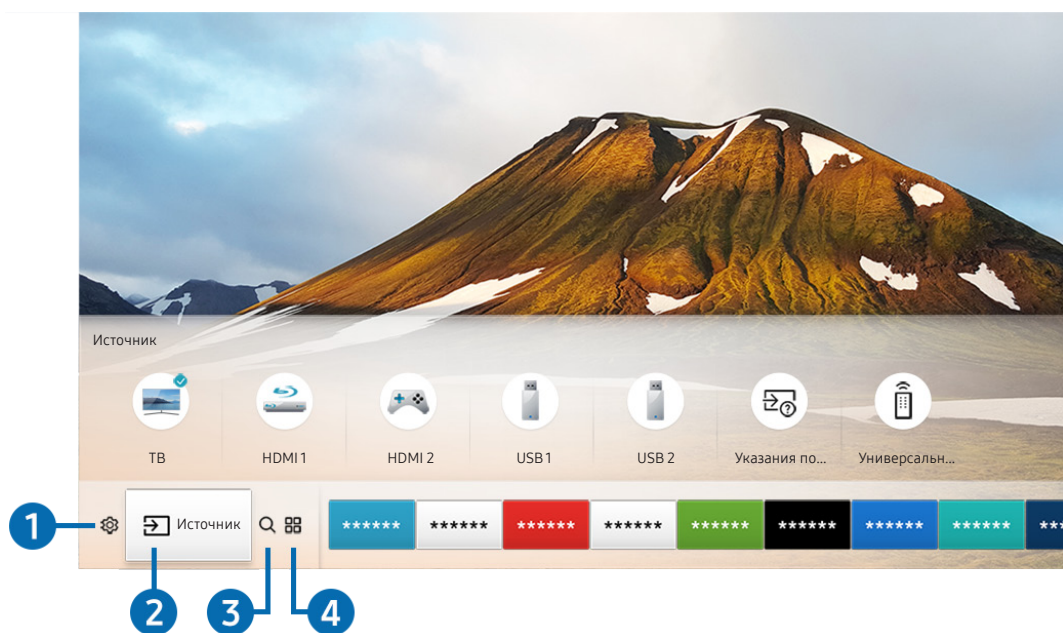 Источник
ТВ
HDMI 1
HDMI 2
USB 1
USB 2
Указания по...
Универсальн...
1
Источник
****** ****** ****** ****** ****** ****** ****** ****** ***
2
3
4